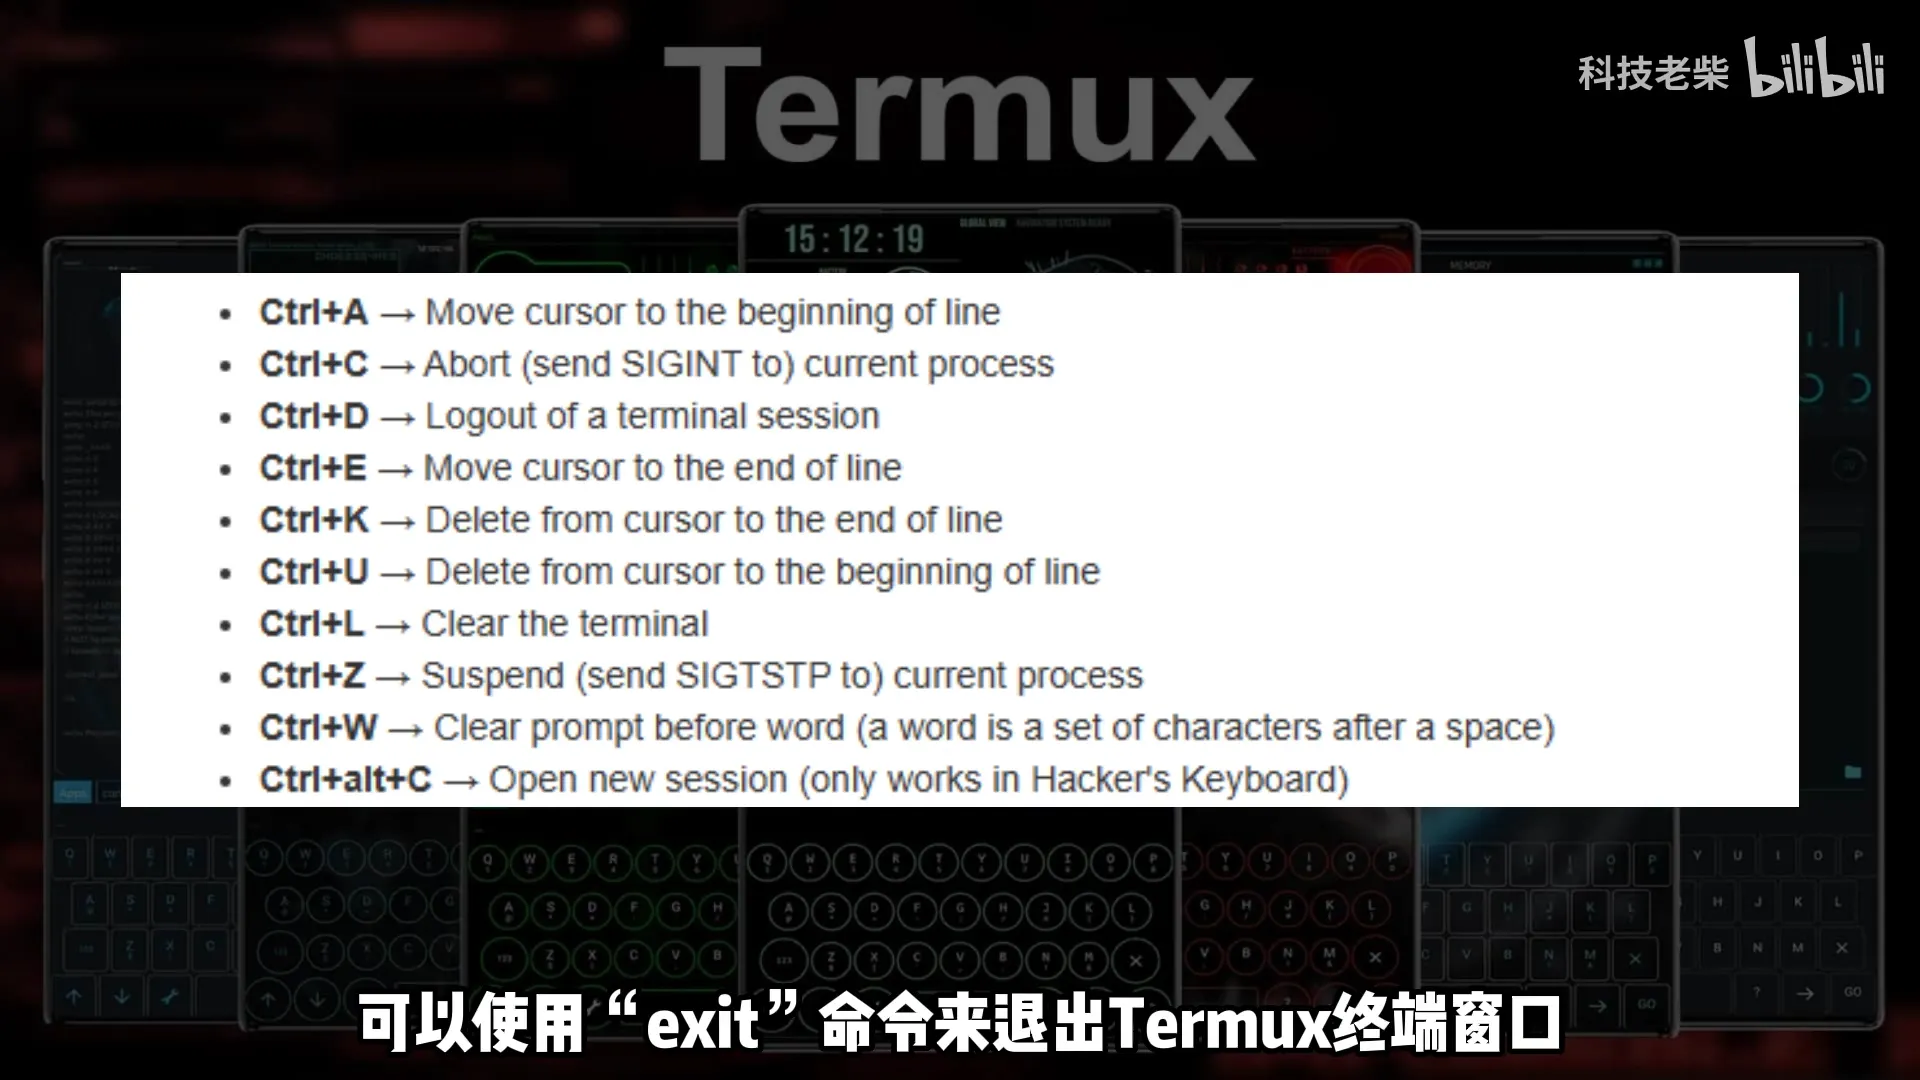 Termux
科技老柴 bilibili
15:12:19
GLOBAL VIEW
MEMORY
• Ctrl+A → Move cursor to the beginning of line
• Ctrl+C → Abort (send SIGINT to) current process
• Ctrl+D → Logout of a terminal session
• Ctrl+E → Move cursor to the end of line
• Ctrl+K → Delete from cursor to the end of line
• Ctrl+U → Delete from cursor to the beginning of line
• Ctrl+L → Clear the terminal
• Ctrl+Z → Suspend (send SIGTSTP to) current process
• Ctrl+W → Clear prompt before word (a word is a set of characters after a space)
• Ctrl+alt+C → Open new session (only works in Hacker's Keyboard)
可以使用“exit”命令来退出Termux终端窗口